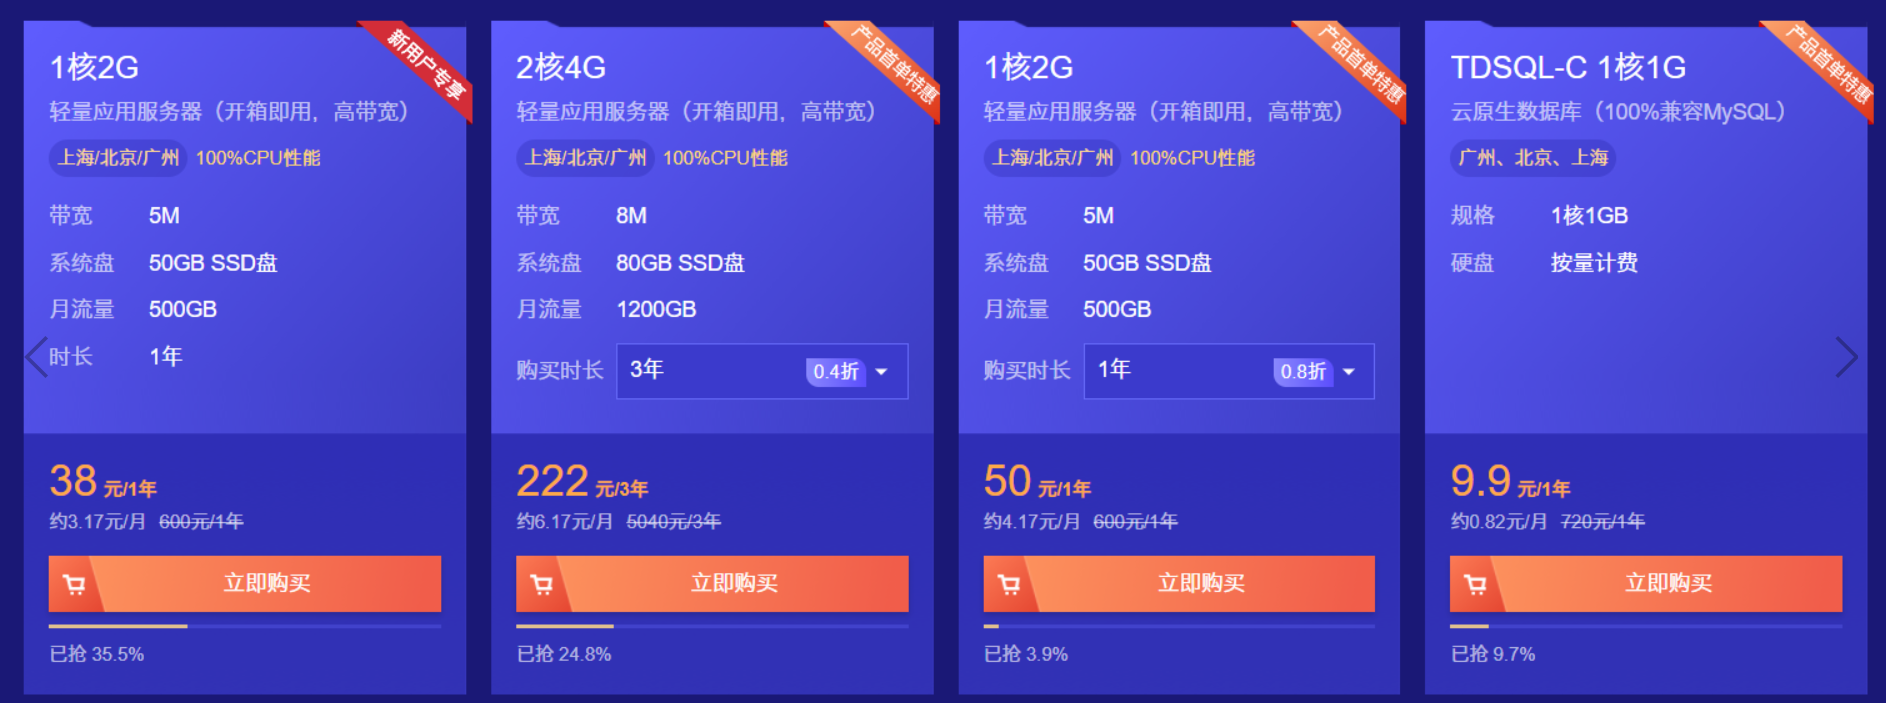 1核2G
新用户专享
轻量应用服务器（开箱即用，高带宽）
上海/北京/广州 100%CPU性能
带宽 5M
系统盘 50GB SSD盘
月流量 500GB
时长 1年
38 元/1年
约3.17元/月 600元/1年
立即购买
已抢 35.5%
2核4G
产品首单特惠
轻量应用服务器（开箱即用，高带宽）
上海/北京/广州 100%CPU性能
带宽 8M
系统盘 80GB SSD盘
月流量 1200GB
购买时长 3年 0.4折
222 元/3年
约6.17元/月 5040元/3年
立即购买
已抢 24.8%
1核2G
产品首单特惠
轻量应用服务器（开箱即用，高带宽）
上海/北京/广州 100%CPU性能
带宽 5M
系统盘 50GB SSD盘
月流量 500GB
购买时长 1年 0.8折
50 元/1年
约4.17元/月 600元/1年
立即购买
已抢 3.9%
TDSQL-C 1核1G
产品首单特惠
云原生数据库（100%兼容MySQL）
广州、北京、上海
规格 1核1GB
硬盘 按量计费
9.9 元/1年
约0.82元/月 720元/1年
立即购买
已抢 9.7%